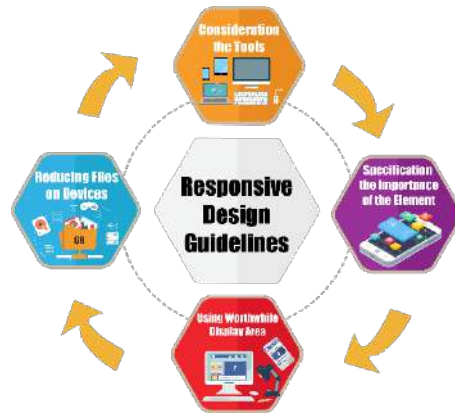 Consideration
the Tools
Specification
the Importance
of the Element
Responsive
Design
Guidelines
Reducing Files
on Devices
Using Worthwhile
Display Area